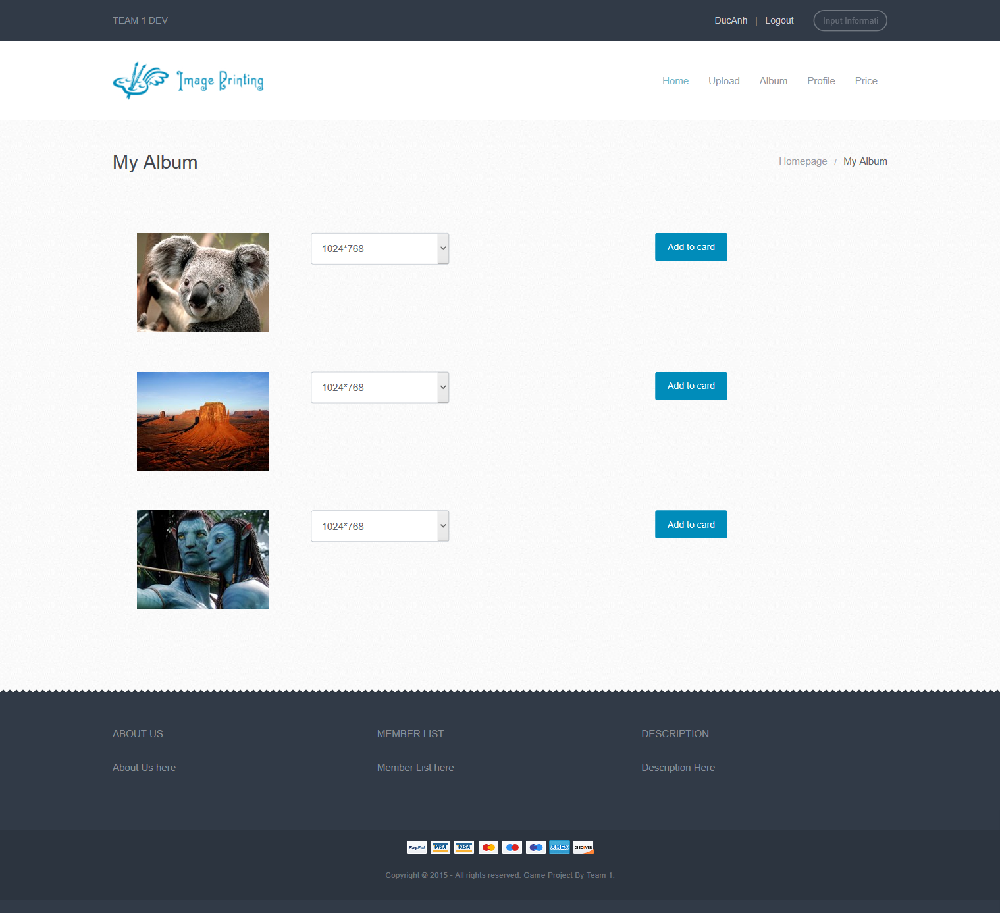 TEAM 1 DEV
DucAnh | Logout
Input Informati
Image Printing
Home Upload Album Profile Price
My Album
Homepage / My Album
1024*768
Add to card
1024*768
Add to card
1024*768
Add to card
ABOUT US
MEMBER LIST
DESCRIPTION
About Us here
Member List here
Description Here
PayPal VISA VISA AMEX DISCOVER
Copyright © 2015 - All rights reserved. Game Project By Team 1.